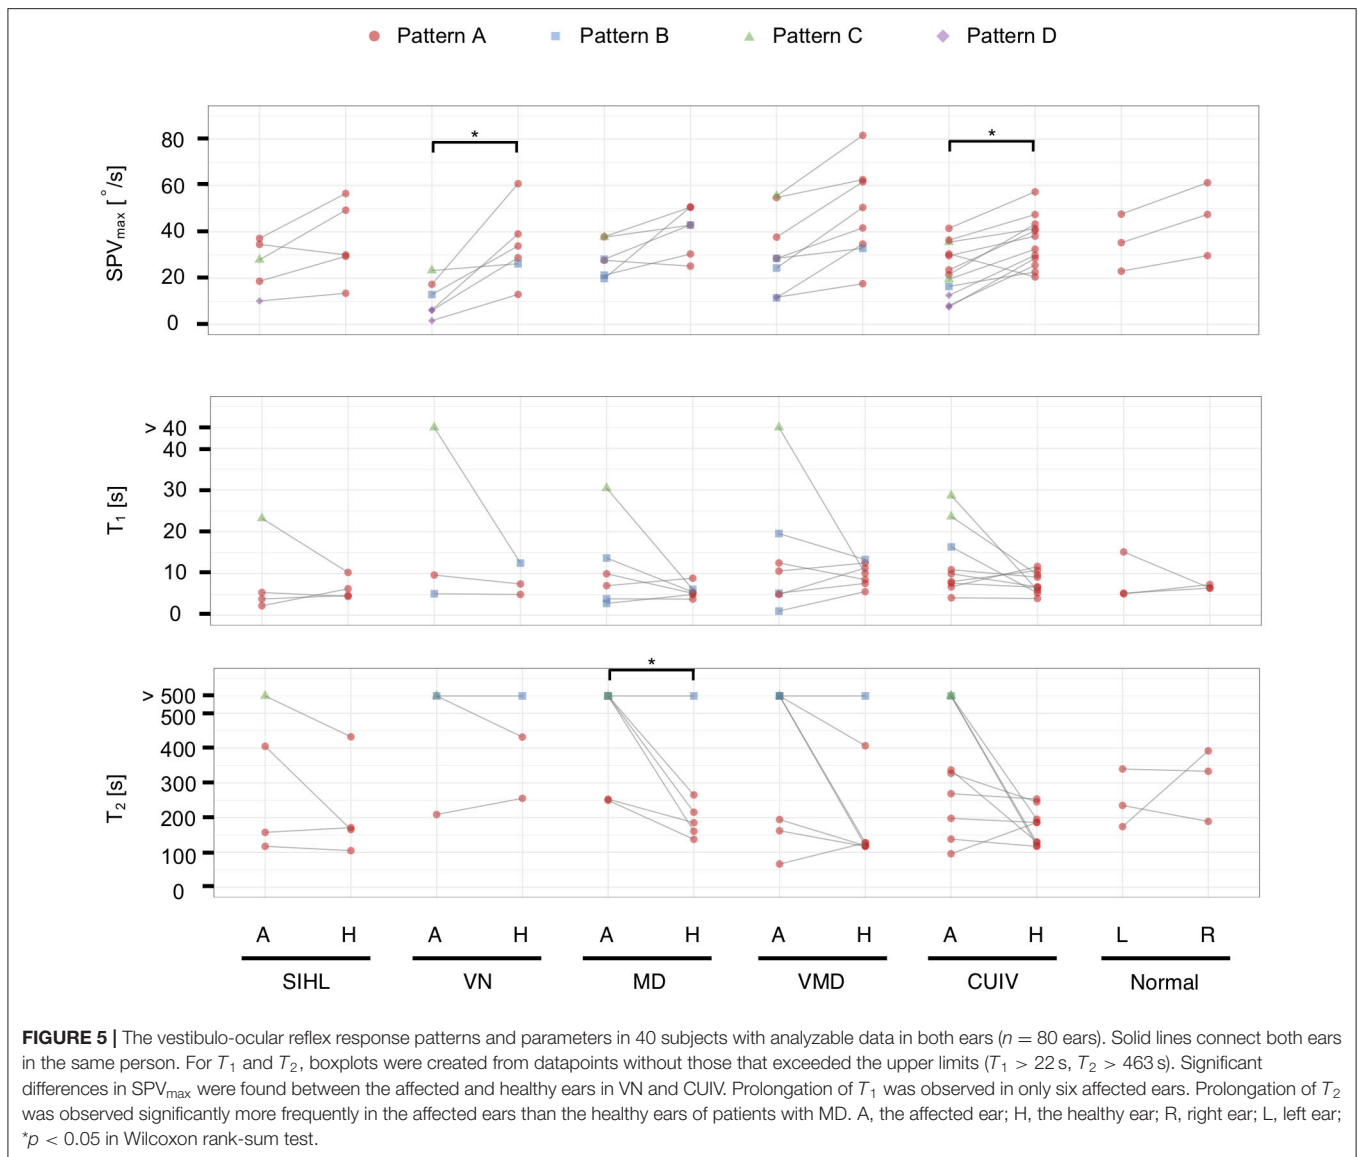 Pattern A Pattern B Pattern C Pattern D
SPVmax [°/s]
80
60
40
20
0
*
*
T1 [s]
> 40
40
30
20
10
0
T2 [s]
> 500
500
400
300
200
100
0
*
A H A H A H A H A H L R
SIHL VN MD VMD CUIV Normal
FIGURE 5 | The vestibulo-ocular reflex response patterns and parameters in 40 subjects with analyzable data in both ears (n = 80 ears). Solid lines connect both ears
in the same person. For T1 and T2, boxplots were created from datapoints without those that exceeded the upper limits (T1 > 22 s, T2 > 463 s). Significant
differences in SPVmax were found between the affected and healthy ears in VN and CUIV. Prolongation of T1 was observed in only six affected ears. Prolongation of T2
was observed significantly more frequently in the affected ears than the healthy ears of patients with MD. A, the affected ear; H, the healthy ear; R, right ear; L, left ear;
*p < 0.05 in Wilcoxon rank-sum test.